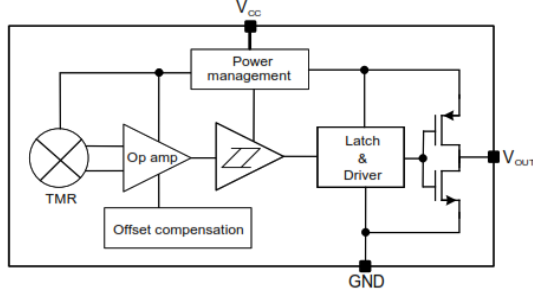 VCC
Power
management
Op amp
TMR
Latch
&
Driver
VOUT
Offset compensation
GND